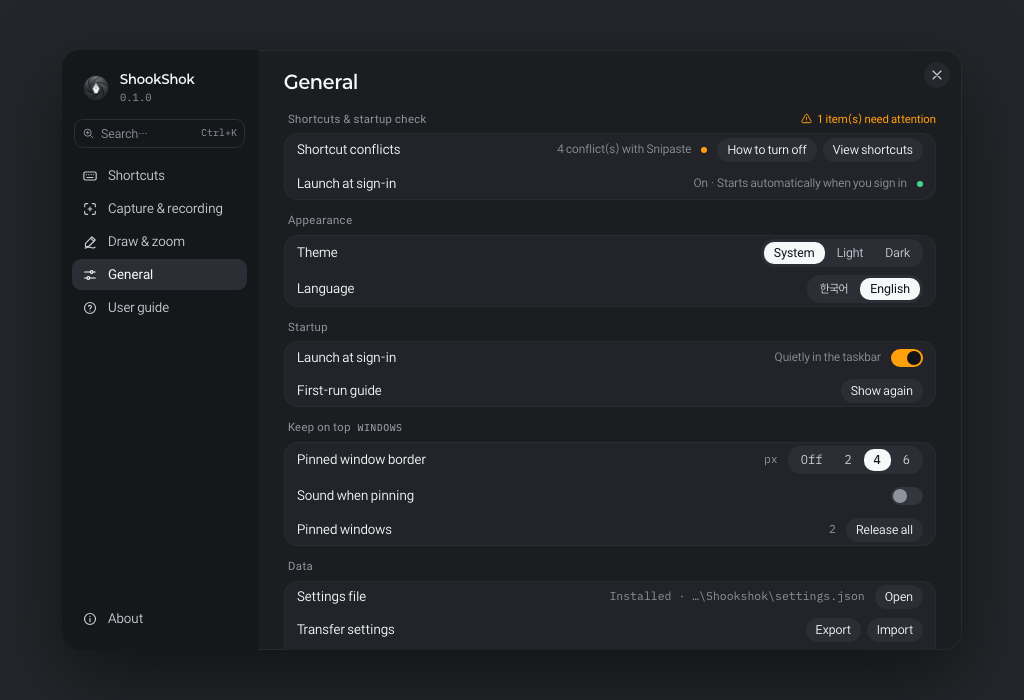 ShookShok
0.1.0
Search···
Ctrl+K
Shortcuts
Capture & recording
Draw & zoom
General
User guide
About
General
Shortcuts & startup check
1 item(s) need attention
Shortcut conflicts
4 conflict(s) with Snipaste
How to turn off
View shortcuts
Launch at sign-in
On · Starts automatically when you sign in
Appearance
Theme
System
Light
Dark
Language
한국어
English
Startup
Launch at sign-in
Quietly in the taskbar
First-run guide
Show again
Keep on top WINDOWS
Pinned window border
px
Off
2
4
6
Sound when pinning
Pinned windows
2
Release all
Data
Settings file
Installed · …\Shookshok\settings.json
Open
Transfer settings
Export
Import